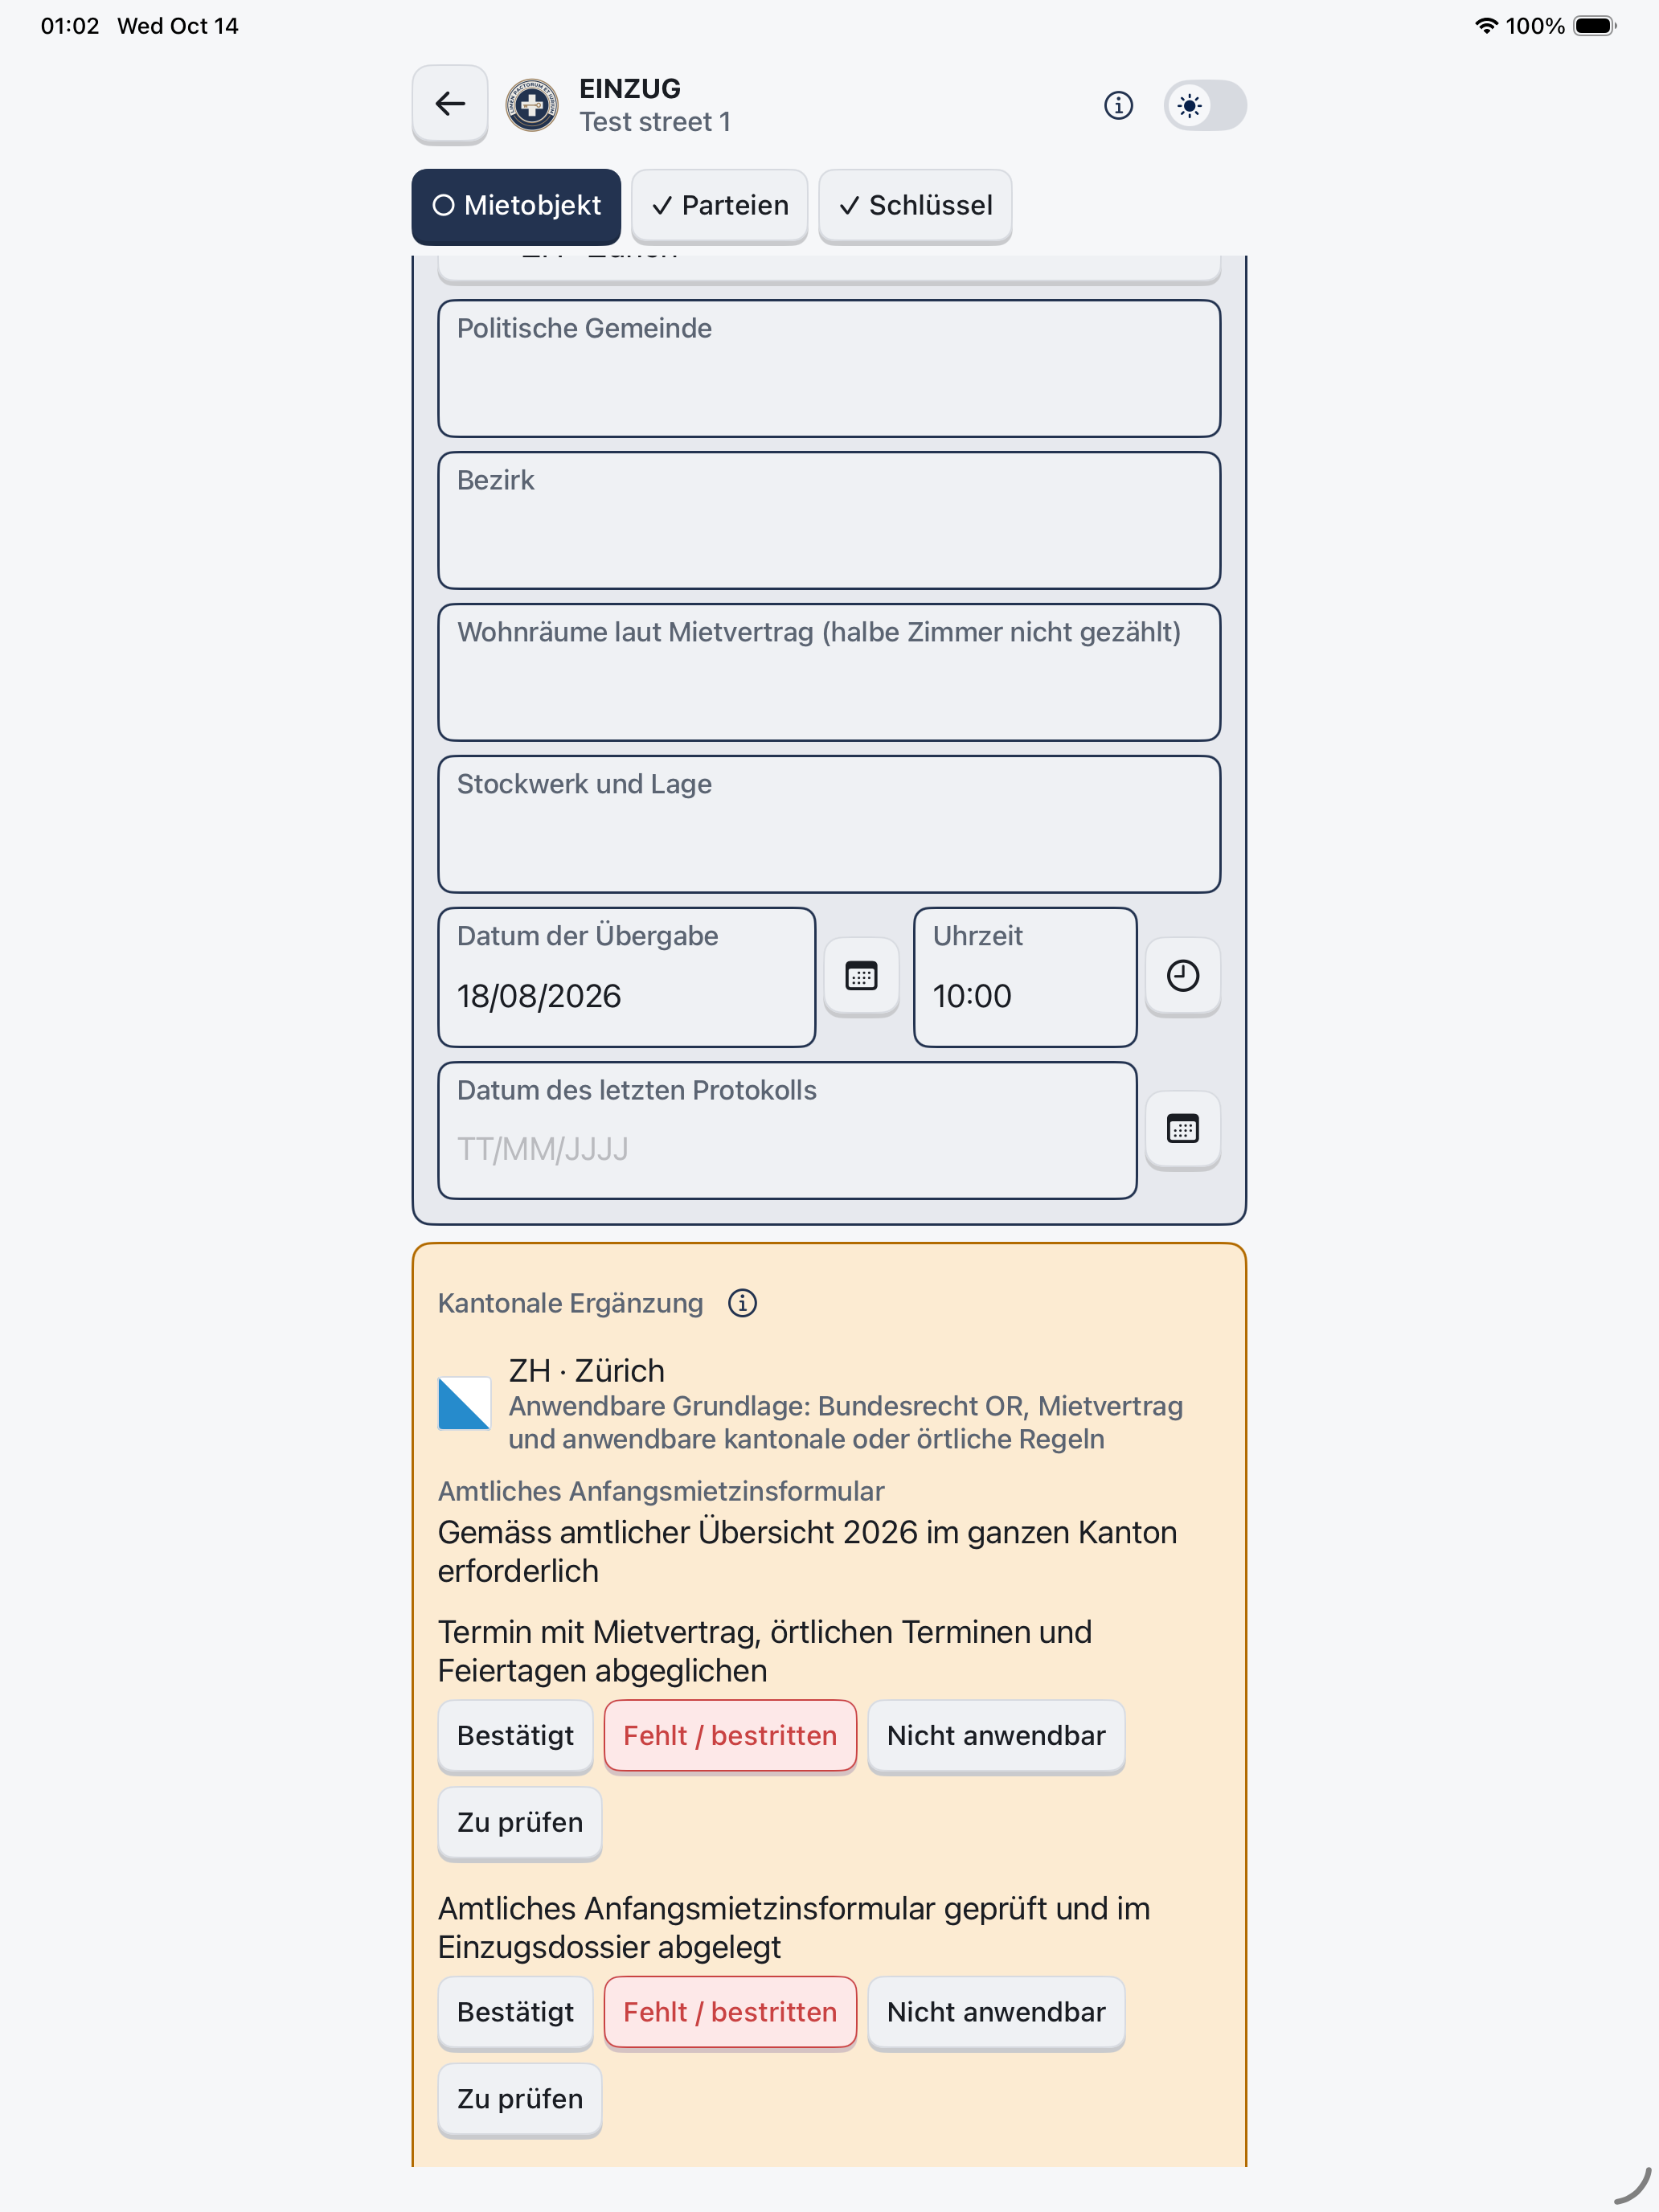 01:02 Wed Oct 14
100%
EINZUG
Test street 1
Mietobjekt
Parteien
Schlüssel
Politische Gemeinde
Bezirk
Wohnräume laut Mietvertrag (halbe Zimmer nicht gezählt)
Stockwerk und Lage
Datum der Übergabe
18/08/2026
Uhrzeit
10:00
Datum des letzten Protokolls
TT/MM/JJJJ
Kantonale Ergänzung
ZH · Zürich
Anwendbare Grundlage: Bundesrecht OR, Mietvertrag
und anwendbare kantonale oder örtliche Regeln
Amtliches Anfangsmietzinsformular
Gemäss amtlicher Übersicht 2026 im ganzen Kanton
erforderlich
Termin mit Mietvertrag, örtlichen Terminen und
Feiertagen abgeglichen
Bestätigt
Fehlt / bestritten
Nicht anwendbar
Zu prüfen
Amtliches Anfangsmietzinsformular geprüft und im
Einzugsdossier abgelegt
Bestätigt
Fehlt / bestritten
Nicht anwendbar
Zu prüfen